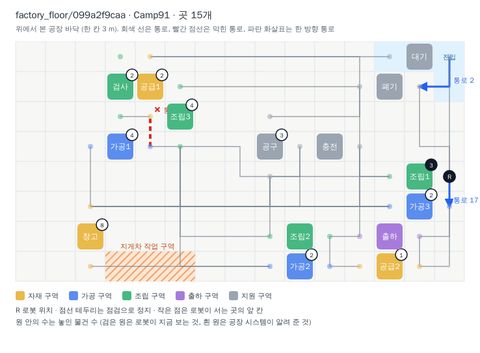 factory_floor/099a2f9caa · Camp91 · 곳 15개
위에서 본 공장 바닥 (한 칸 3 m). 회색 선은 통로, 빨간 점선은 막힌 통로, 파란 화살표는 한 방향 통로
대기
진입
2
2
검사
공급1
폐기
통로 2
4
✖
조립3
4
3
가공1
공구
충전
3
조립1
R
2
가공3
통로 17
8
창고
조립2
출하
지게차 작업 구역
2
1
가공2
공급2
자재 구역
가공 구역
조립 구역
출하 구역
지원 구역
R 로봇 위치 · 점선 테두리는 점검으로 정지 · 작은 점은 로봇이 서는 곳의 앞 칸
원 안의 수는 놓인 물건 수 (검은 원은 로봇이 지금 보는 것, 흰 원은 공장 시스템이 알려 준 것)